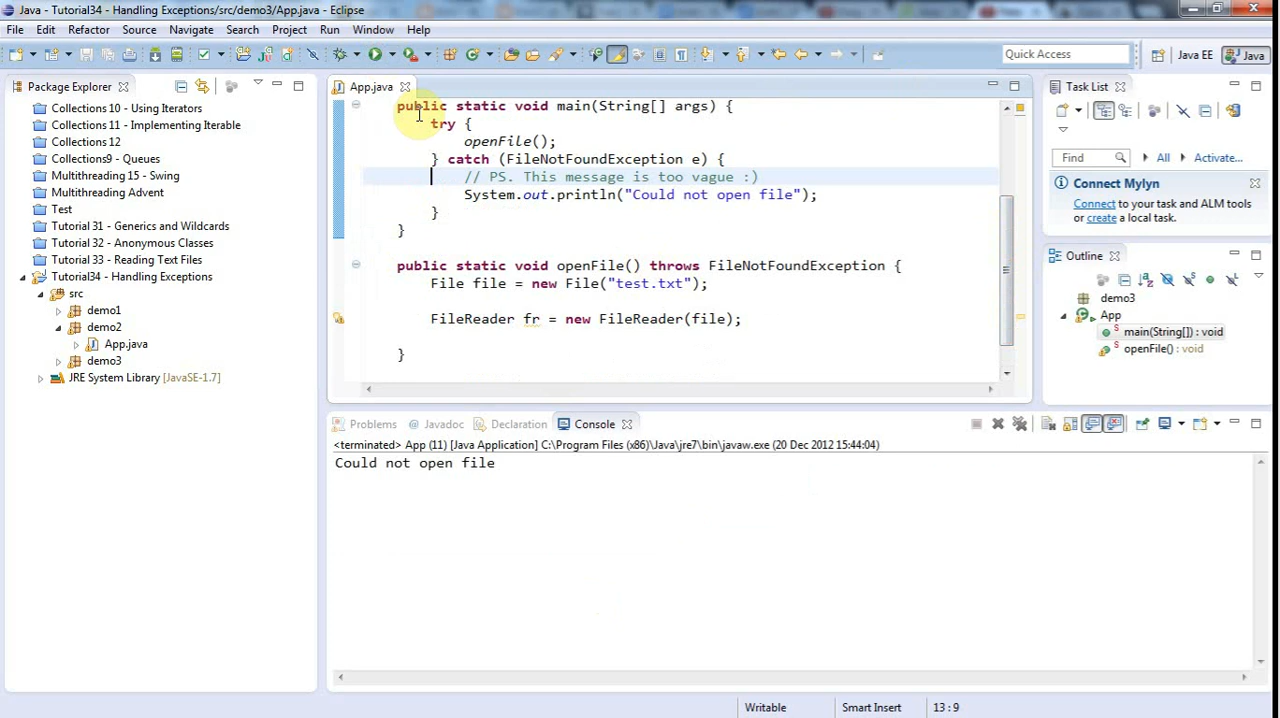 Java - Tutorial34 - Handling Exceptions/src/demo3/App.java - Eclipse
File Edit Refactor Source Navigate Search Project Run Window Help
Quick Access
Java EE
Java
Package Explorer
Collections 10 - Using Iterators
Collections 11 - Implementing Iterable
Collections 12
Collections9 - Queues
Multithreading 15 - Swing
Multithreading Advent
Test
Tutorial 31 - Generics and Wildcards
Tutorial 32 - Anonymous Classes
Tutorial 33 - Reading Text Files
Tutorial34 - Handling Exceptions
src
demo1
demo2
App.java
demo3
JRE System Library [JavaSE-1.7]
App.java
public static void main(String[] args) {
try {
openFile();
} catch (FileNotFoundException e) {
// PS. This message is too vague :)
System.out.println("Could not open file");
}
}
public static void openFile() throws FileNotFoundException {
File file = new File("test.txt");
FileReader fr = new FileReader(file);
}
Task List
Find All Activate...
Connect Mylyn
Connect to your task and ALM tools
or create a local task.
Outline
demo3
App
main(String[]) : void
openFile() : void
Problems Javadoc Declaration Console
<terminated> App (11) [Java Application] C:\Program Files (x86)\Java\jre7\bin\javaw.exe (20 Dec 2012 15:44:04)
Could not open file
Writable Smart Insert 13 : 9